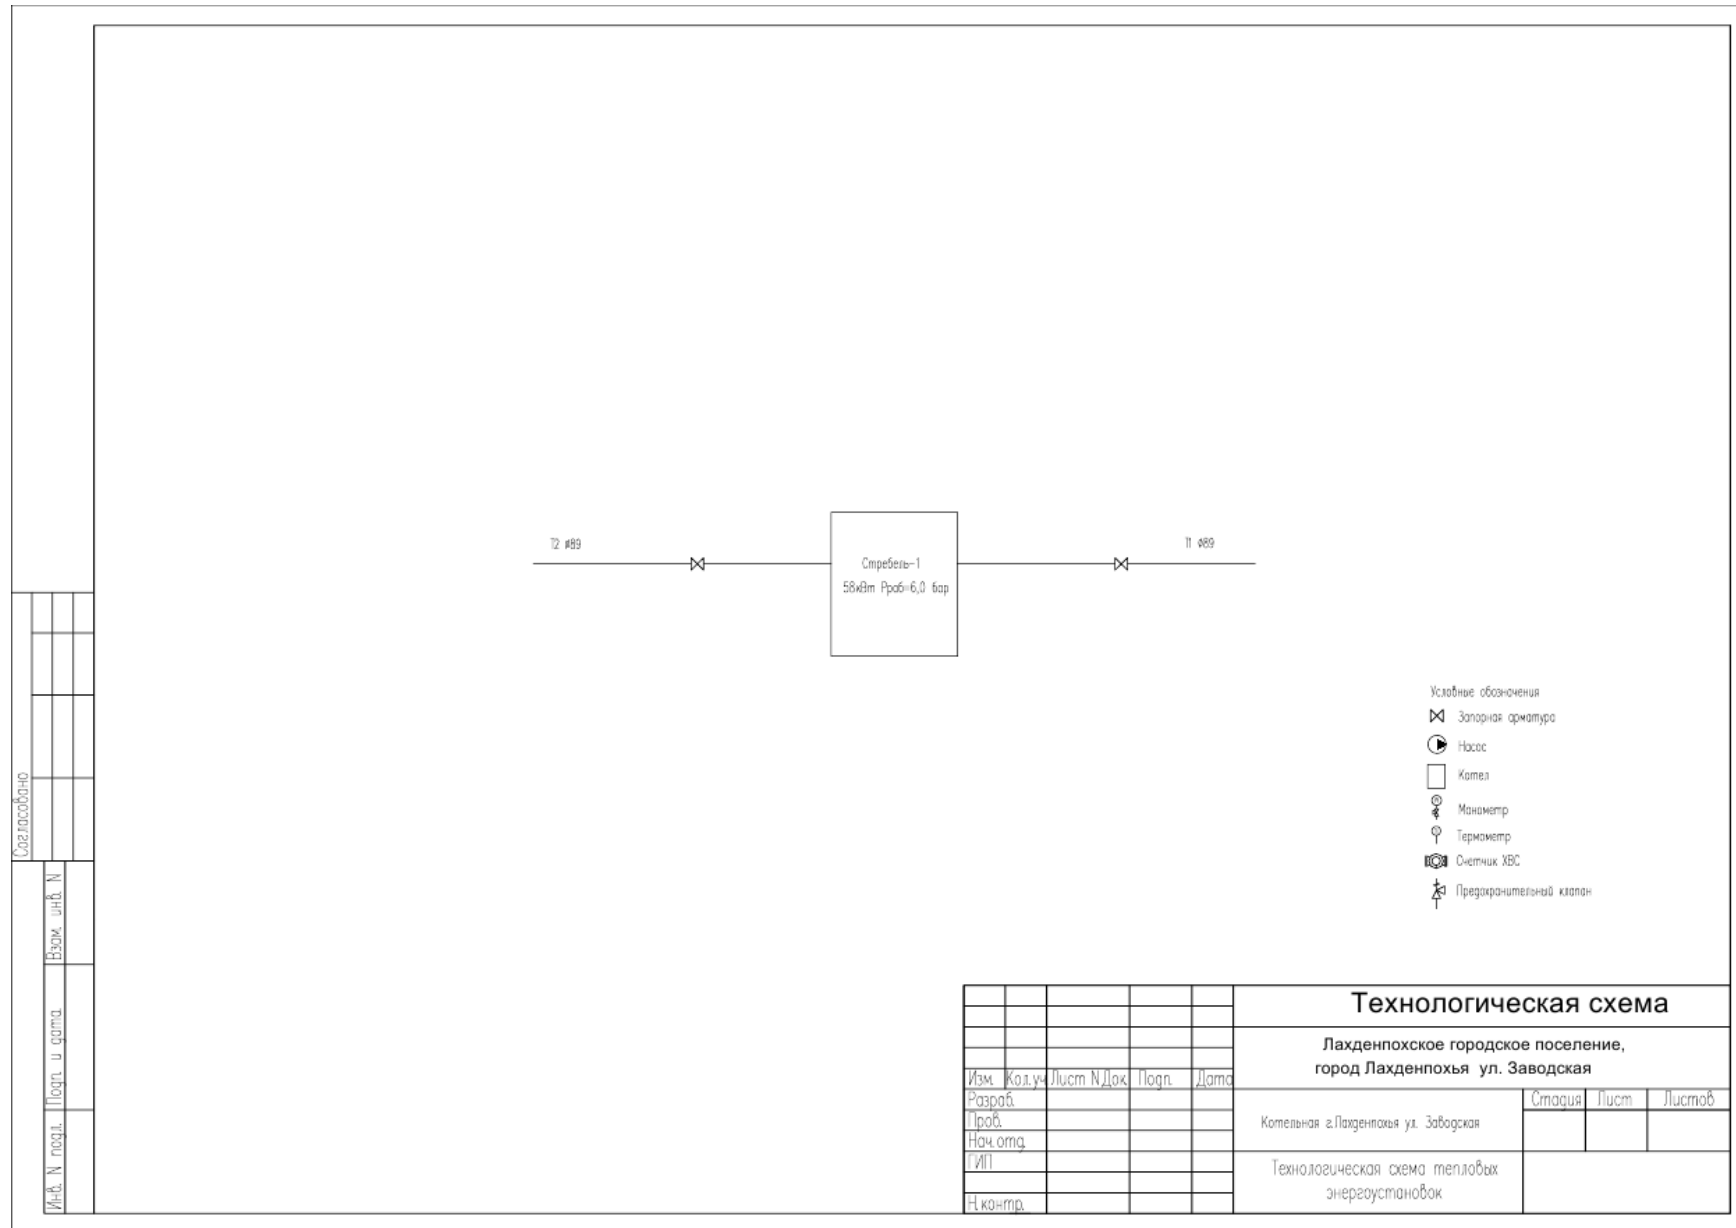 Т2 ⌀89
Т1 ⌀89
Стребель-1
58кВт Рраб=6,0 бар
Условные обозначения
Запорная арматура
Насос
Котел
Манометр
Термометр
Счетчик ХВС
Предохранительный клапан
Согласовано
Взам. инв. N
Подп. и дата.
Инв. N подл.
Технологическая схема
Лахденпохское городское поселение,
город Лахденпохья ул. Заводская
Изм. Кол.уч Лист N Док. Подп. Дата
Разраб.
Пров.
Нач.отд.
ГИП
Н.контр.
Котельная г.Лахденпохья ул. Заводская
Стадия Лист Листов
Технологическая схема тепловых
энергоустановок